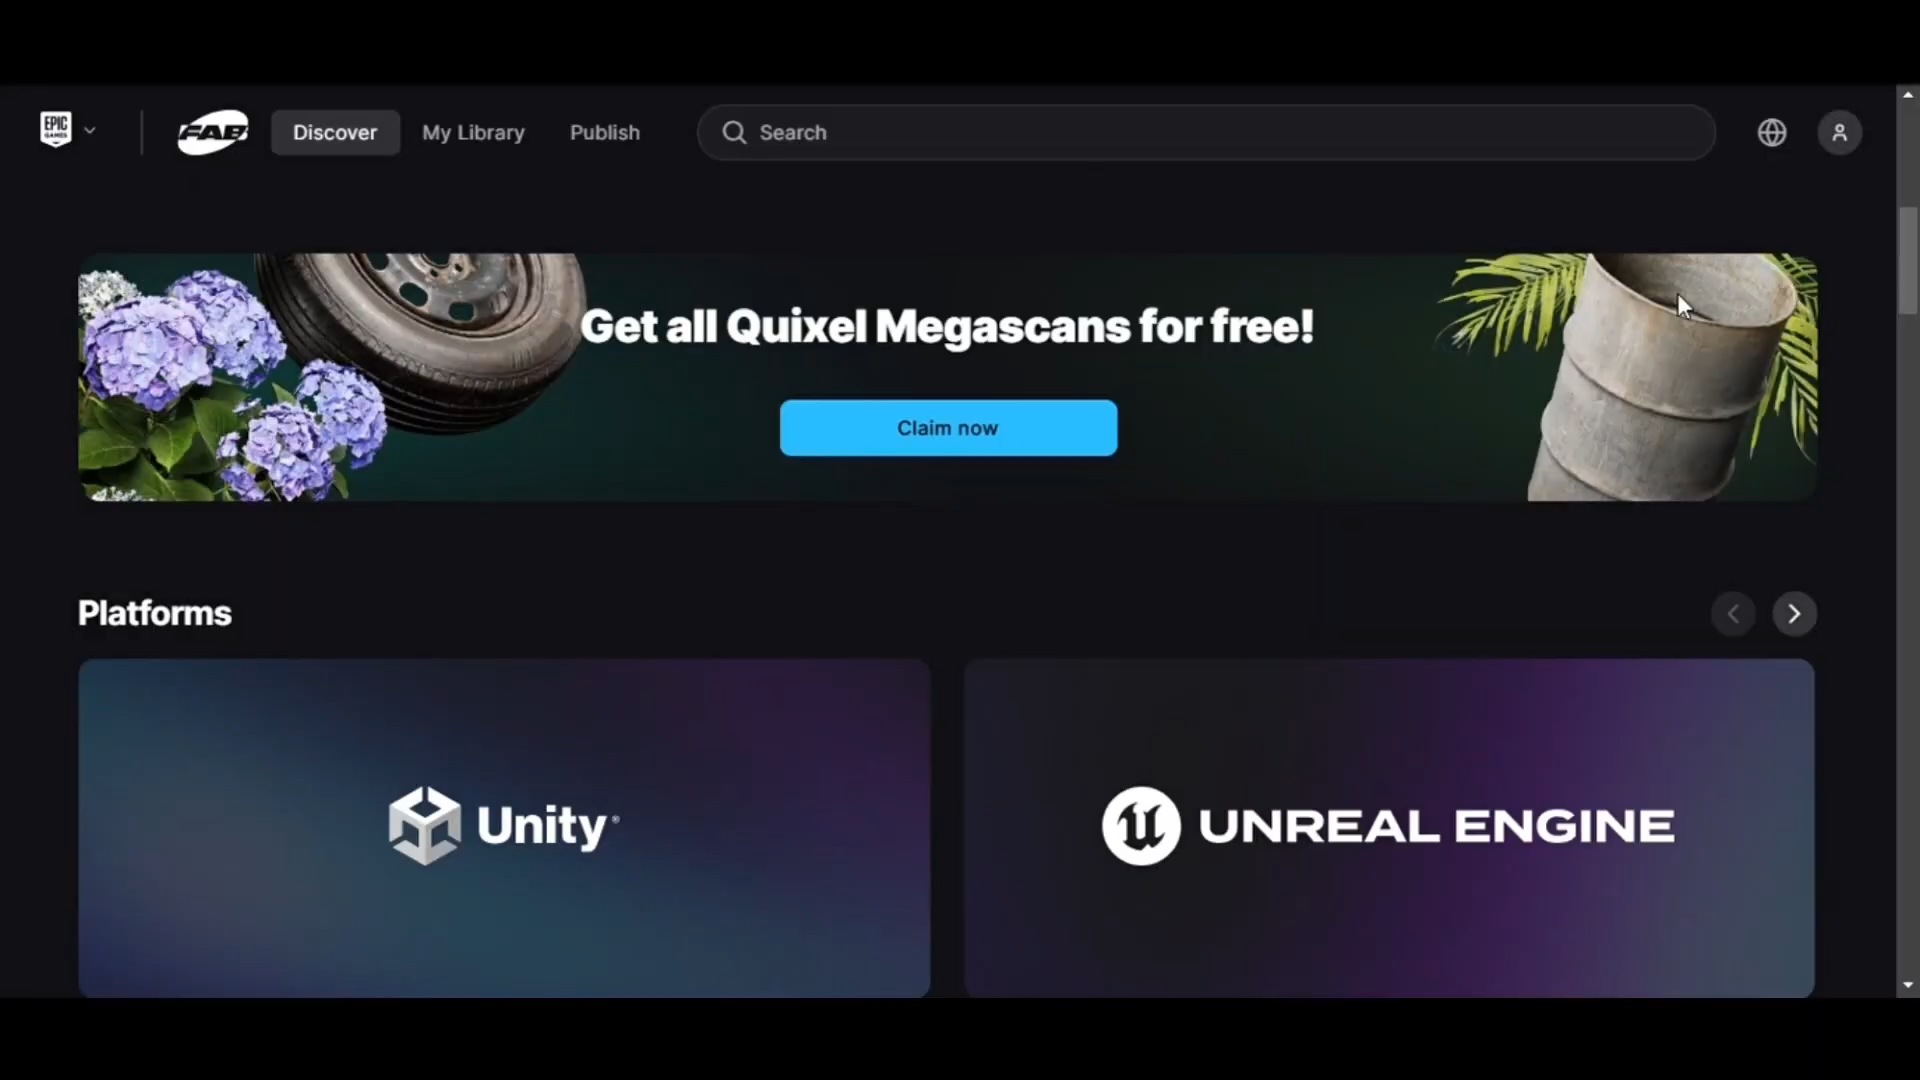 EPIC GAMES
FAB
Discover
My Library
Publish
Search
Get all Quixel Megascans for free!
Claim now
Platforms
Unity®
UNREAL ENGINE